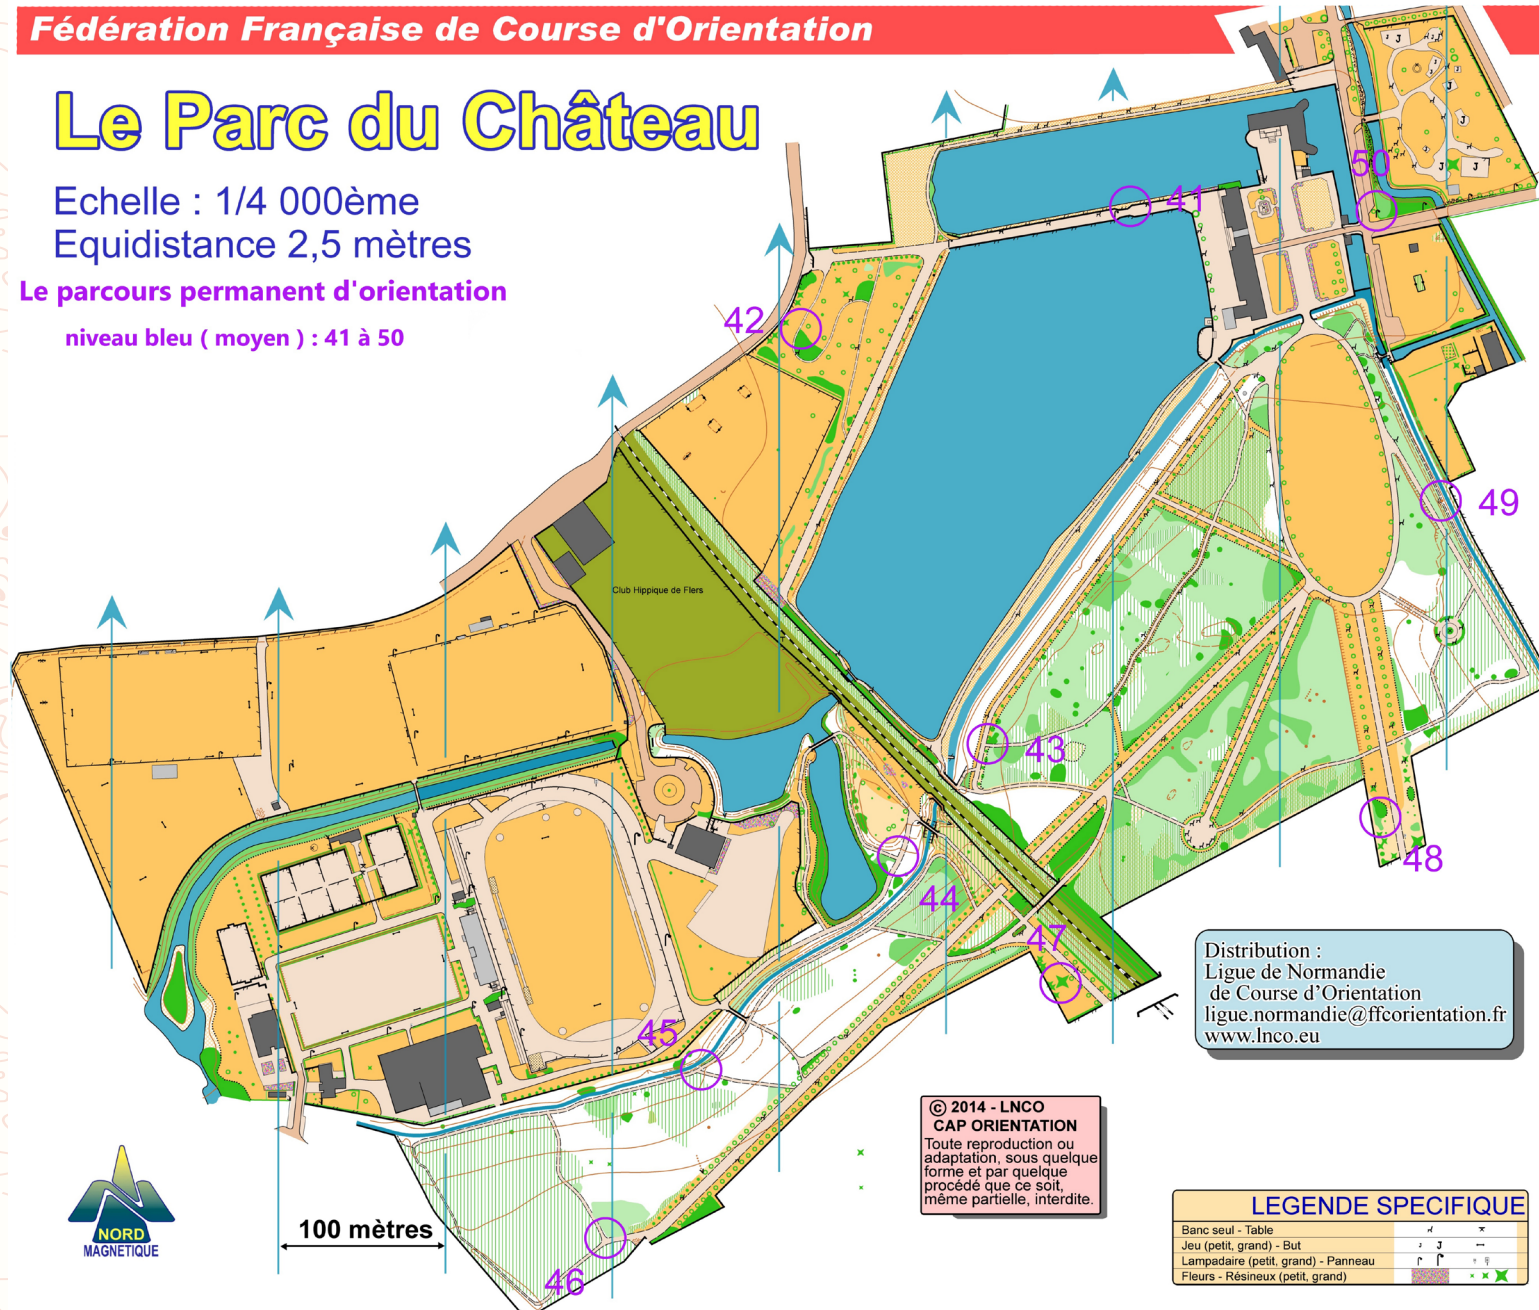 Fédération Française de Course d'Orientation
Le Parc du Château
Echelle : 1/4 000ème
Equidistance 2,5 mètres
Le parcours permanent d'orientation
niveau bleu ( moyen ) : 41 à 50
50
41
42
49
Club Hippique de Flers
43
48
44
47
45
46
Distribution :
Ligue de Normandie
de Course d'Orientation
ligue.normandie@ffcorientation.fr
www.lnco.eu
© 2014 - LNCO
CAP ORIENTATION
Toute reproduction ou
adaptation, sous quelque
forme et par quelque
procédé que ce soit,
même partielle, interdite.
NORD
MAGNETIQUE
100 mètres
LEGENDE SPECIFIQUE
Banc seul - Table
Jeu (petit, grand) - But
Lampadaire (petit, grand) - Panneau
Fleurs - Résineux (petit, grand)